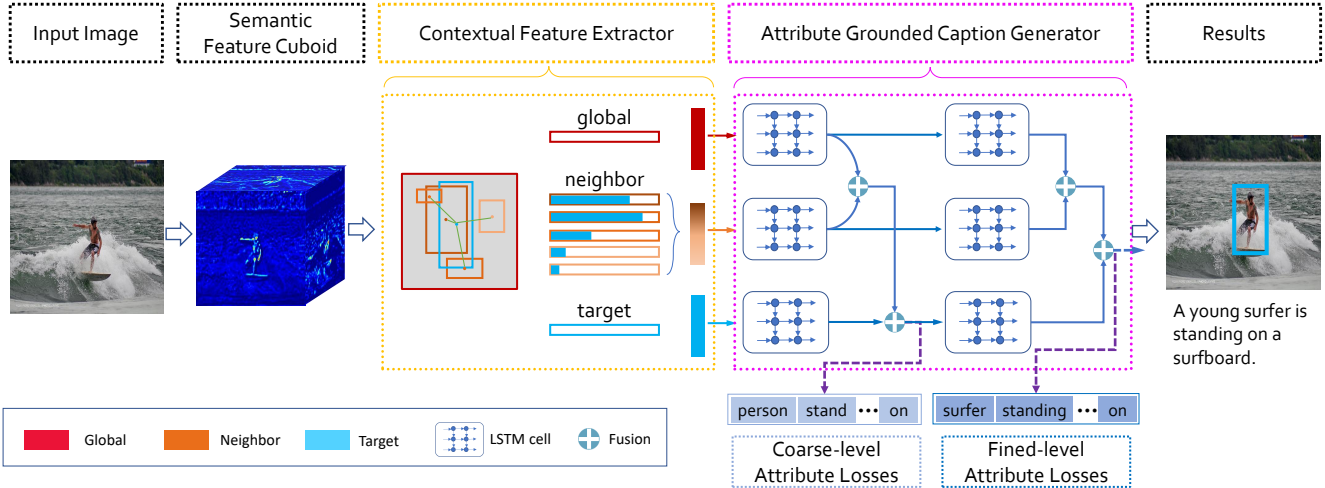 Input Image
Semantic
Feature Cuboid
Contextual Feature Extractor
Attribute Grounded Caption Generator
Results
global
neighbor
target
A young surfer is
standing on a
surfboard.
person stand ••• on
surfer standing ••• on
Coarse-level
Attribute Losses
Fined-level
Attribute Losses
Global
Neighbor
Target
LSTM cell
Fusion